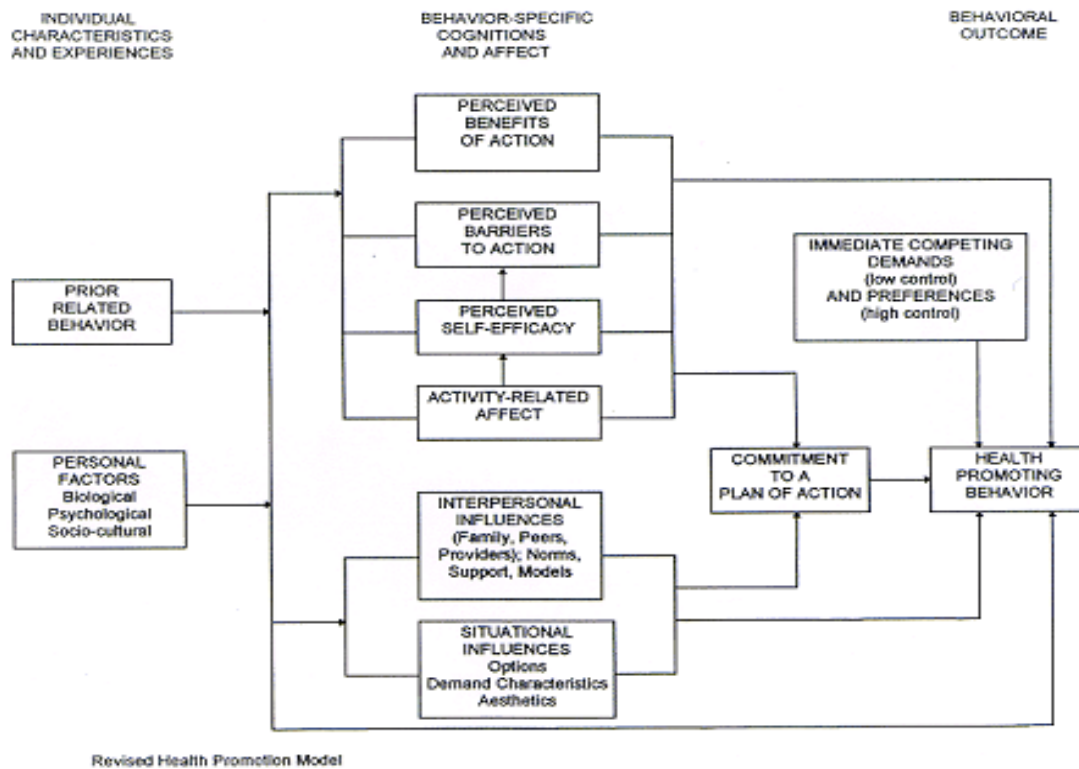 INDIVIDUAL
CHARACTERISTICS
AND EXPERIENCES
BEHAVIOR-SPECIFIC
COGNITIONS
AND AFFECT
BEHAVIORAL
OUTCOME
PERCEIVED
BENEFITS
OF ACTION
PERCEIVED
BARRIERS
TO ACTION
PERCEIVED
SELF-EFFICACY
ACTIVITY-RELATED
AFFECT
PRIOR
RELATED
BEHAVIOR
PERSONAL
FACTORS
Biological
Psychological
Socio-cultural
INTERPERSONAL
INFLUENCES
(Family, Peers,
Providers); Norms,
Support, Models
SITUATIONAL
INFLUENCES
Options
Demand Characteristics
Aesthetics
IMMEDIATE COMPETING
DEMANDS
(low control)
AND PREFERENCES
(high control)
COMMITMENT
TO A
PLAN OF ACTION
HEALTH
PROMOTING
BEHAVIOR
Revised Health Promotion Model